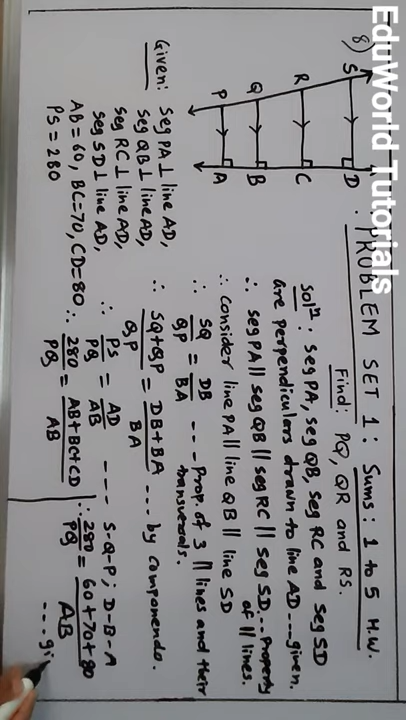 EduWorld Tutorials
PROBLEM SET 1: Sums: 1 to 5 H.W.
8)
Find: PQ, QR and RS.
S
R
Q
P
D
C
B
A
Given: seg PA ⊥ line AD,
seg QB ⊥ line AD,
seg RC ⊥ line AD,
seg SD ⊥ line AD,
AB = 60, BC = 70, CD = 80
PS = 280
Solⁿ: seg PA, seg QB, seg RC and seg SD
are perpendiculars drawn to line AD --- given.
∴ seg PA || seg QB || seg RC || seg SD --- Property
of || lines.
∴ Consider line PA || line QB || line SD
∴ SQ/QP = DB/BA --- Prop. of 3 || lines and their
transversals.
∴ SQ+QP/QP = DB+BA/BA --- by componendo.
∴ PS/PQ = AD/AB --- S-Q-P; D-B-A
∴ 280/PQ = AB+BC+CD/AB
∴ 280/PQ = 60+70+80/AB
--- gi